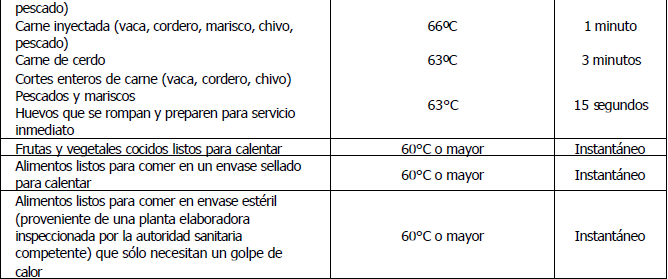 pescado)
Carne inyectada (vaca, cordero, marisco, chivo, 66ºC 1 minuto
pescado)
Carne de cerdo 63ºC 3 minutos
Cortes enteros de carne (vaca, cordero, chivo)
Pescados y mariscos 63°C 15 segundos
Huevos que se rompan y preparen para servicio
inmediato
Frutas y vegetales cocidos listos para calentar 60°C o mayor Instantáneo
Alimentos listos para comer en un envase sellado 60°C o mayor Instantáneo
para calentar
Alimentos listos para comer en envase estéril
(proveniente de una planta elaboradora
inspeccionada por la autoridad sanitaria 60°C o mayor Instantáneo
competente) que sólo necesitan un golpe de
calor